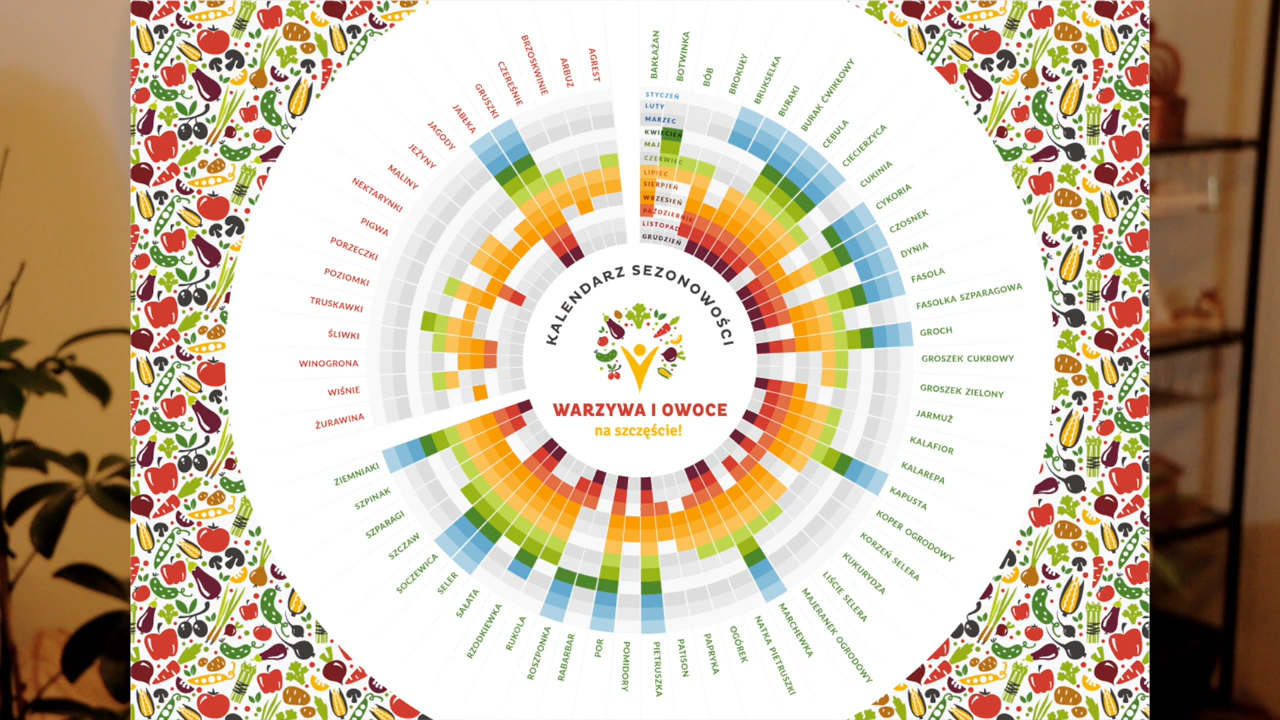 BAKŁAŻAN
BOTWINKA
BÓB
BROKUŁY
BRUKSELKA
BURAKI
BURAK ĆWIKŁOWY
CEBULA
CIECIERZYCA
CUKINIA
CYKORIA
CZOSNEK
DYNIA
FASOLA
FASOLKA SZPARAGOWA
GROCH
GROSZEK CUKROWY
GROSZEK ZIELONY
JARMUŻ
KALAFIOR
KALAREPA
KAPUSTA
KOPER OGRODOWY
KORZEŃ SELERA
KUKURYDZA
LIŚCIE SELERA
MAJERANEK OGRODOWY
MARCHEWKA
NATKA PIETRUSZKI
OGÓREK
PAPRYKA
PATISON
PIETRUSZKA
POMIDORY
POR
RABARBAR
ROSZPONKA
RUKOLA
RZODKIEWKA
SAŁATA
SELER
SOCZEWICA
SZCZAW
SZPARAGI
SZPINAK
ZIEMNIAKI
ŻURAWINA
WIŚNIE
WINOGRONA
ŚLIWKI
TRUSKAWKI
POZIOMKI
PORZECZKI
PIGWA
NEKTARYNKI
MALINY
JEŻYNY
JAGODY
JABŁKA
GRUSZKI
CZEREŚNIE
BRZOSKWINIE
ARBUZ
AGREST
STYCZEŃ
LUTY
MARZEC
KWIECIEŃ
MAJ
CZERWIEC
LIPIEC
SIERPIEŃ
WRZESIEŃ
PAŹDZIERNIK
LISTOPAD
GRUDZIEŃ
KALENDARZ SEZONOWOŚCI
WARZYWA I OWOCE
na szczęście!